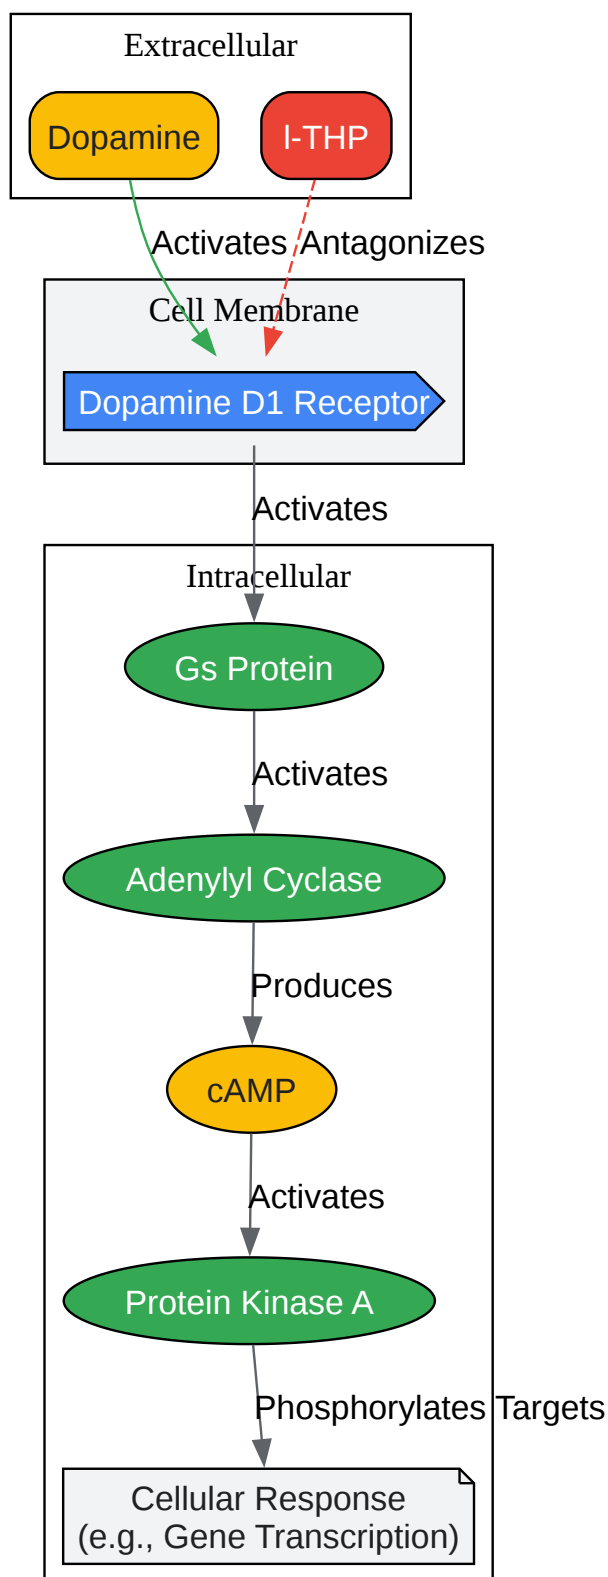 Extracellular
Dopamine
l-THP
Activates
Antagonizes
Cell Membrane
Dopamine D1 Receptor
Activates
Intracellular
Gs Protein
Activates
Adenylyl Cyclase
Produces
cAMP
Activates
Protein Kinase A
Phosphorylates Targets
Cellular Response
(e.g., Gene Transcription)